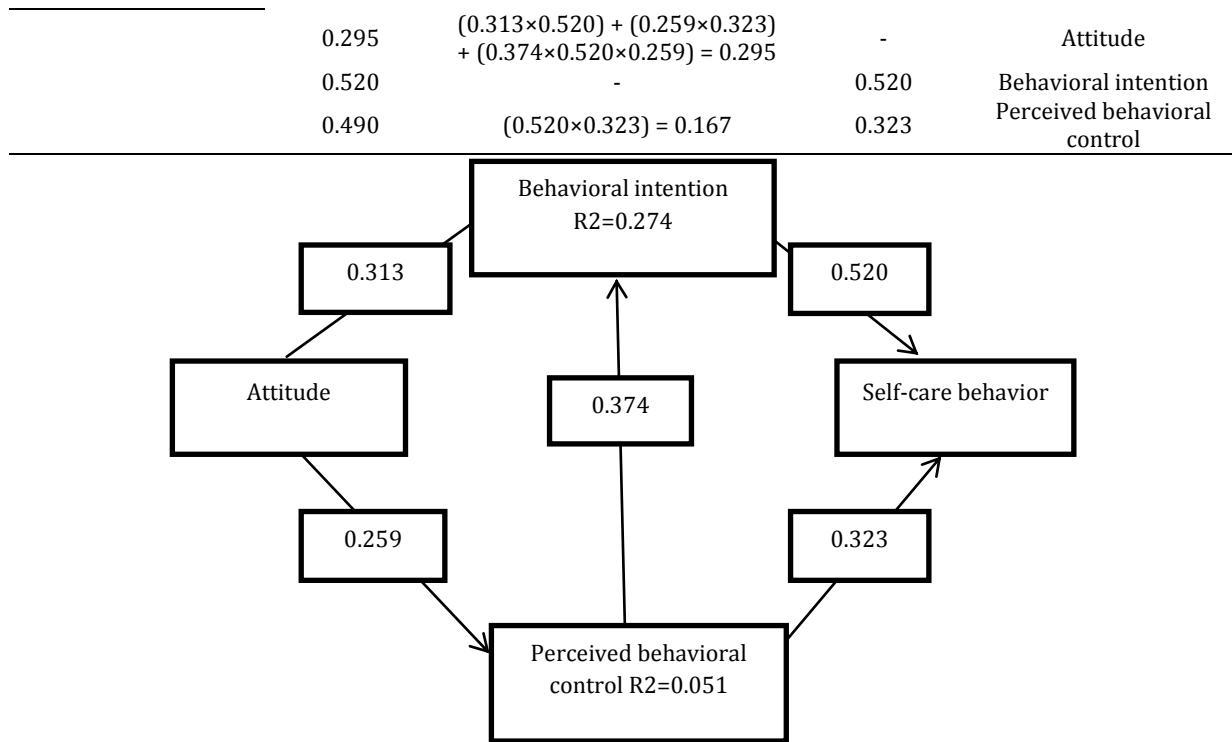 0.295 (0.313×0.520) + (0.259×0.323) - Attitude
+ (0.374×0.520×0.259) = 0.295
0.520 - 0.520 Behavioral intention
0.490 (0.520×0.323) = 0.167 0.323 Perceived behavioral
control
Behavioral intention
R2=0.274
0.313
0.520
Attitude
0.374
Self-care behavior
0.259
0.323
Perceived behavioral
control R2=0.051